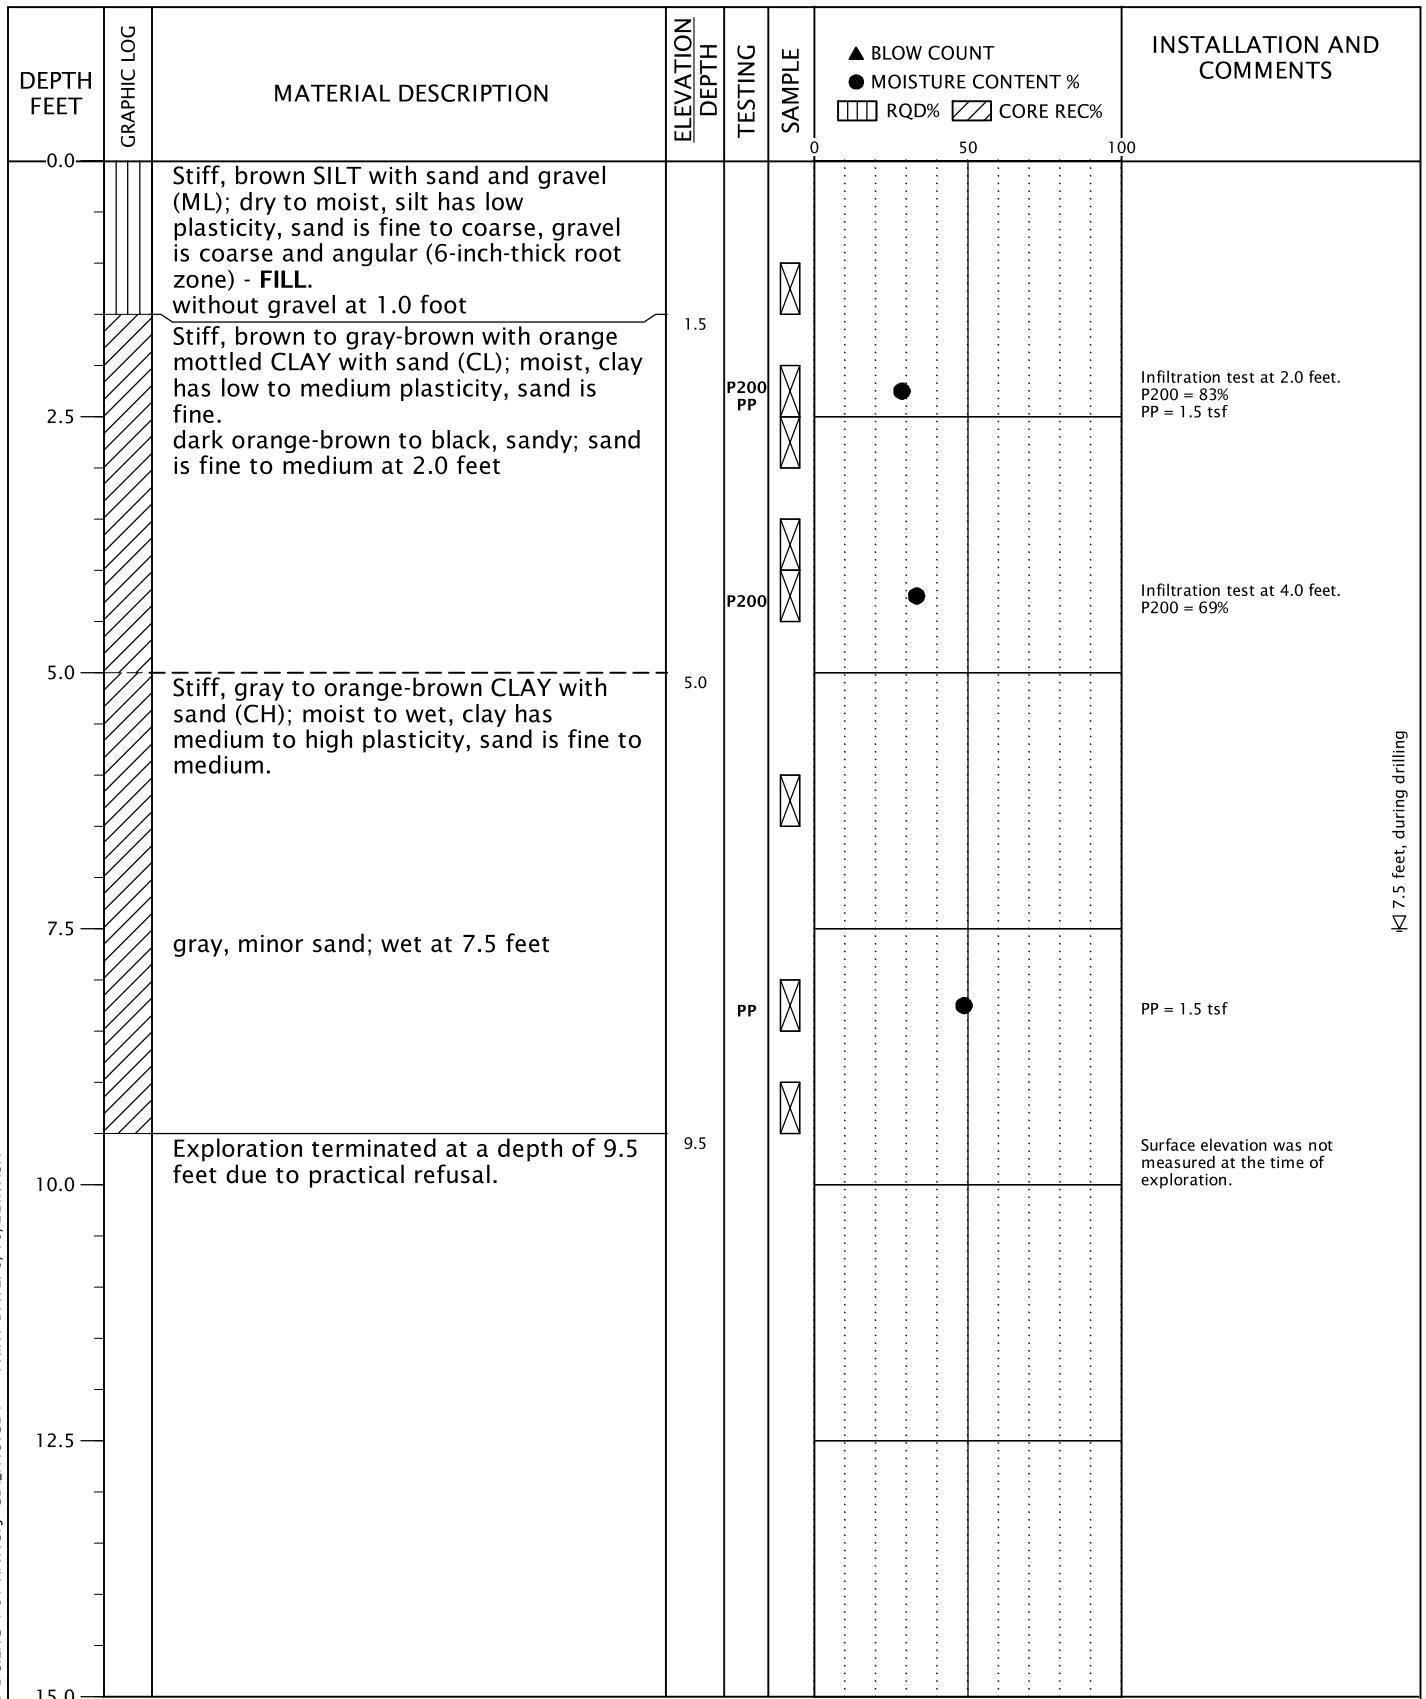 DEPTH
FEET
GRAPHIC LOG
MATERIAL DESCRIPTION
ELEVATION
DEPTH
TESTING
SAMPLE
▲ BLOW COUNT
● MOISTURE CONTENT %
RQD% CORE REC%
INSTALLATION AND
COMMENTS
0 50 100
0.0
Stiff, brown SILT with sand and gravel
(ML); dry to moist, silt has low
plasticity, sand is fine to coarse, gravel
is coarse and angular (6-inch-thick root
zone) - FILL.
without gravel at 1.0 foot
1.5
Stiff, brown to gray-brown with orange
mottled CLAY with sand (CL); moist, clay
has low to medium plasticity, sand is
fine.
dark orange-brown to black, sandy; sand
is fine to medium at 2.0 feet
P200
PP
Infiltration test at 2.0 feet.
P200 = 83%
PP = 1.5 tsf
2.5
P200
Infiltration test at 4.0 feet.
P200 = 69%
5.0
5.0
Stiff, gray to orange-brown CLAY with
sand (CH); moist to wet, clay has
medium to high plasticity, sand is fine to
medium.
7.5 feet, during drilling
7.5
gray, minor sand; wet at 7.5 feet
PP
PP = 1.5 tsf
9.5
Exploration terminated at a depth of 9.5
feet due to practical refusal.
Surface elevation was not
measured at the time of
exploration.
10.0
12.5
15.0